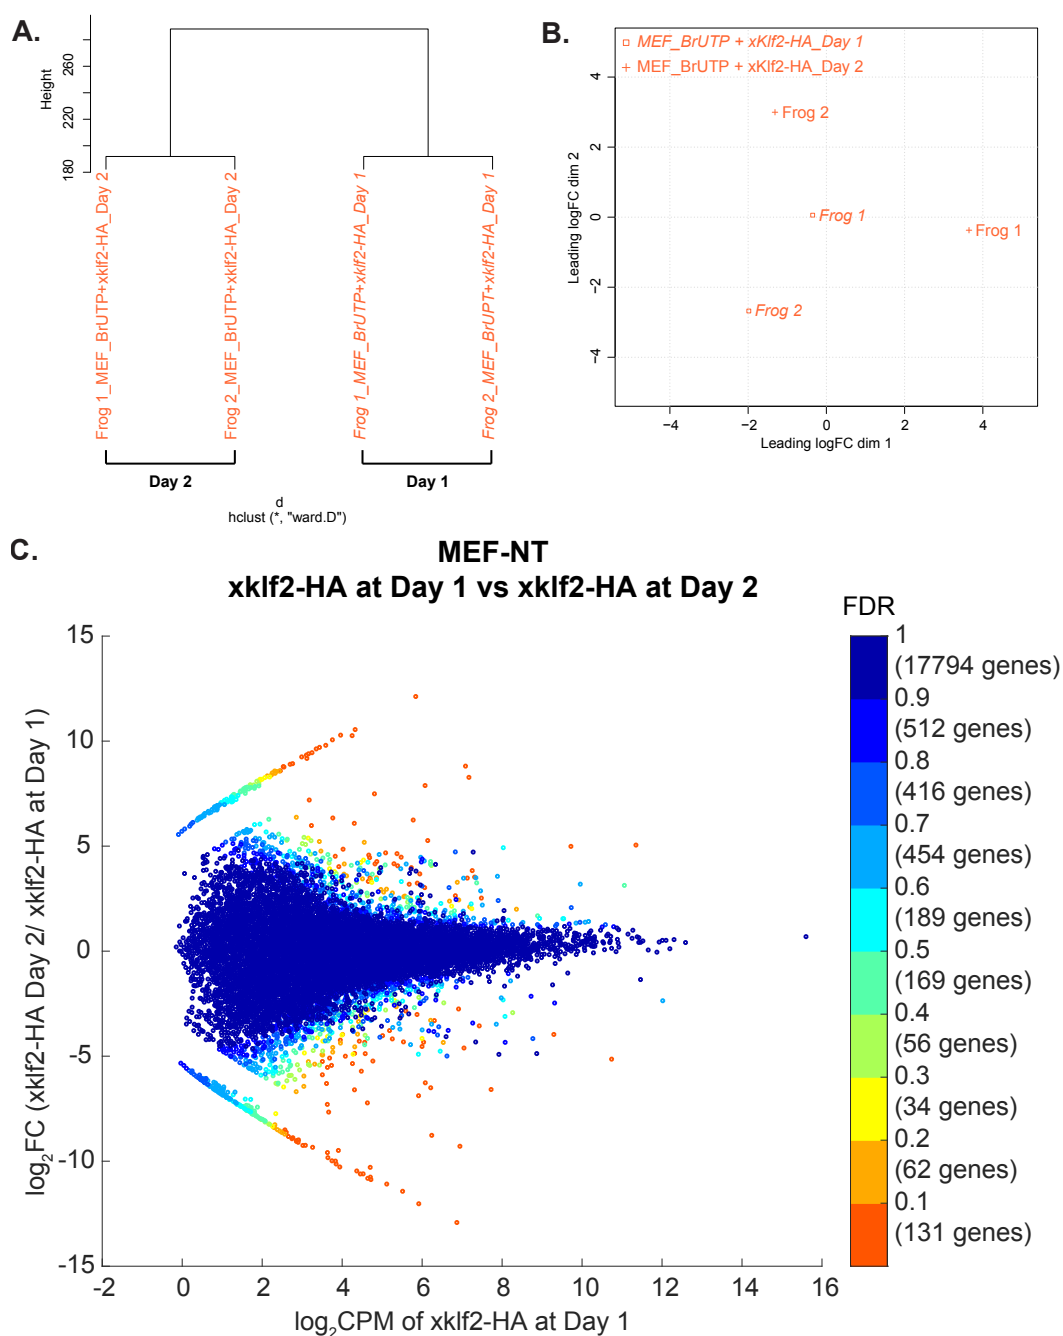 A.
Height
180
220
260
Frog 1_MEF_BrUTP+xklf2-HA_Day 2
Frog 2_MEF_BrUTP+xklf2-HA_Day 2
Frog 1_MEF_BrUTP+xklf2-HA_Day 1
Frog 2_MEF_BrUPT+xklf2-HA_Day 1
Day 2
Day 1
d
hclust (*, "ward.D")
B.
MEF_BrUTP + xKlf2-HA_Day 1
MEF_BrUTP + xKlf2-HA_Day 2
Frog 2
Frog 1
Frog 1
Frog 2
Leading logFC dim 2
4
2
0
−2
−4
−4
−2
0
2
4
Leading logFC dim 1
C.
MEF-NT
xklf2-HA at Day 1 vs xklf2-HA at Day 2
log2FC (xklf2-HA Day 2/ xklf2-HA at Day 1)
15
10
5
0
-5
-10
-15
-2
0
2
4
6
8
10
12
14
16
log2CPM of xklf2-HA at Day 1
FDR
1
(17794 genes)
0.9
(512 genes)
0.8
(416 genes)
0.7
(454 genes)
0.6
(189 genes)
0.5
(169 genes)
0.4
(56 genes)
0.3
(34 genes)
0.2
(62 genes)
0.1
(131 genes)